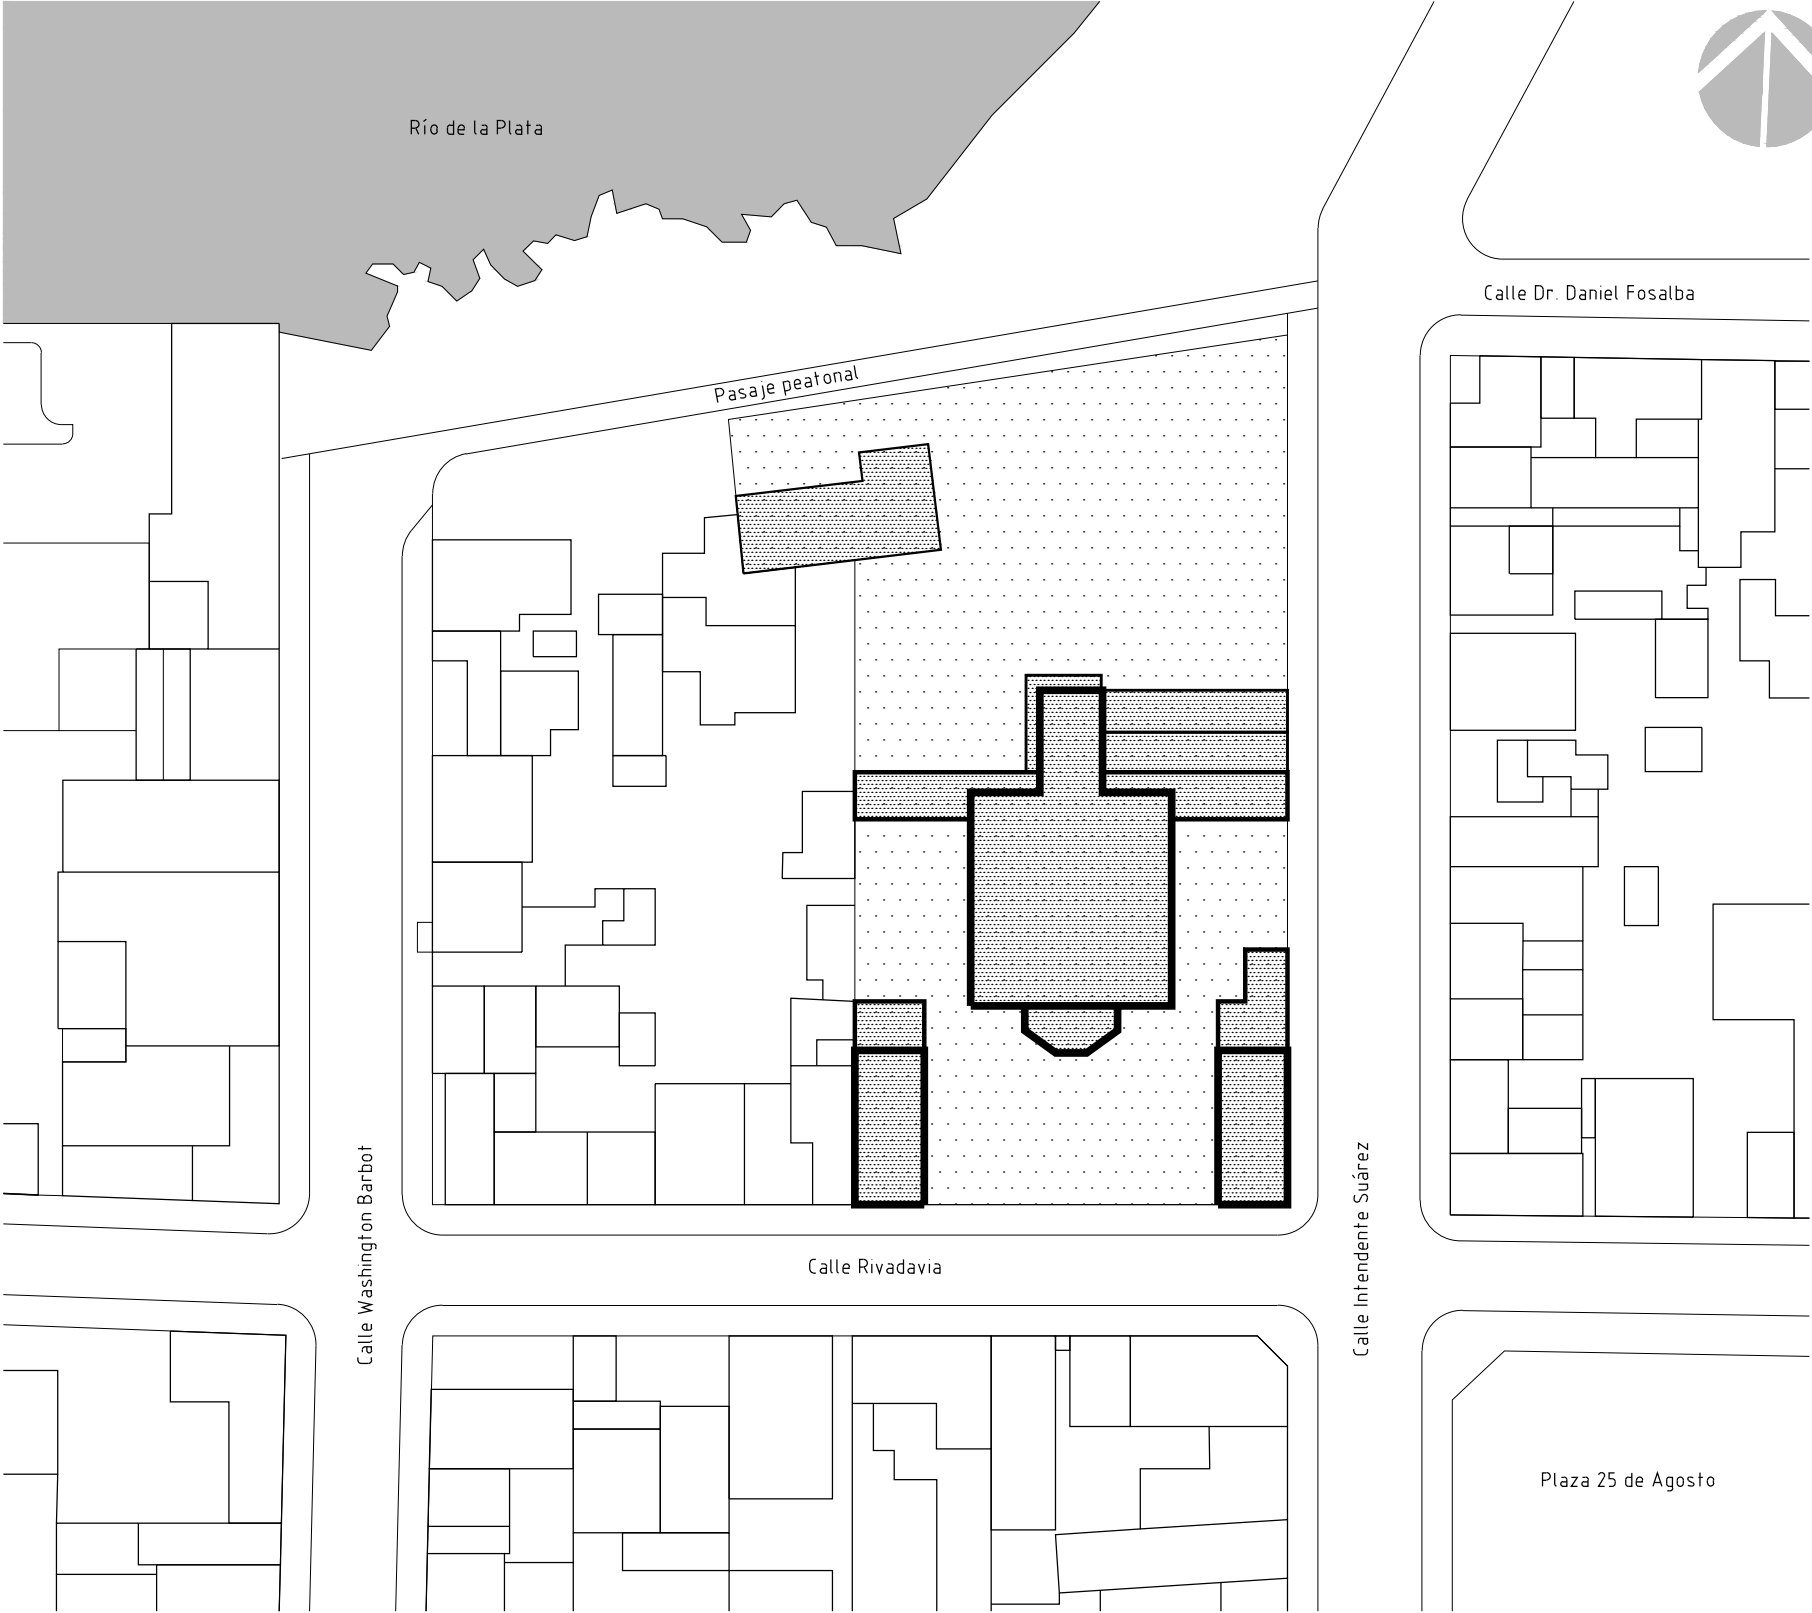 Río de la Plata
Calle Dr. Daniel Fosalba
Pasaje peatonal
Calle Washington Barbot
Calle Intendente Suárez
Calle Rivadavia
Plaza 25 de Agosto